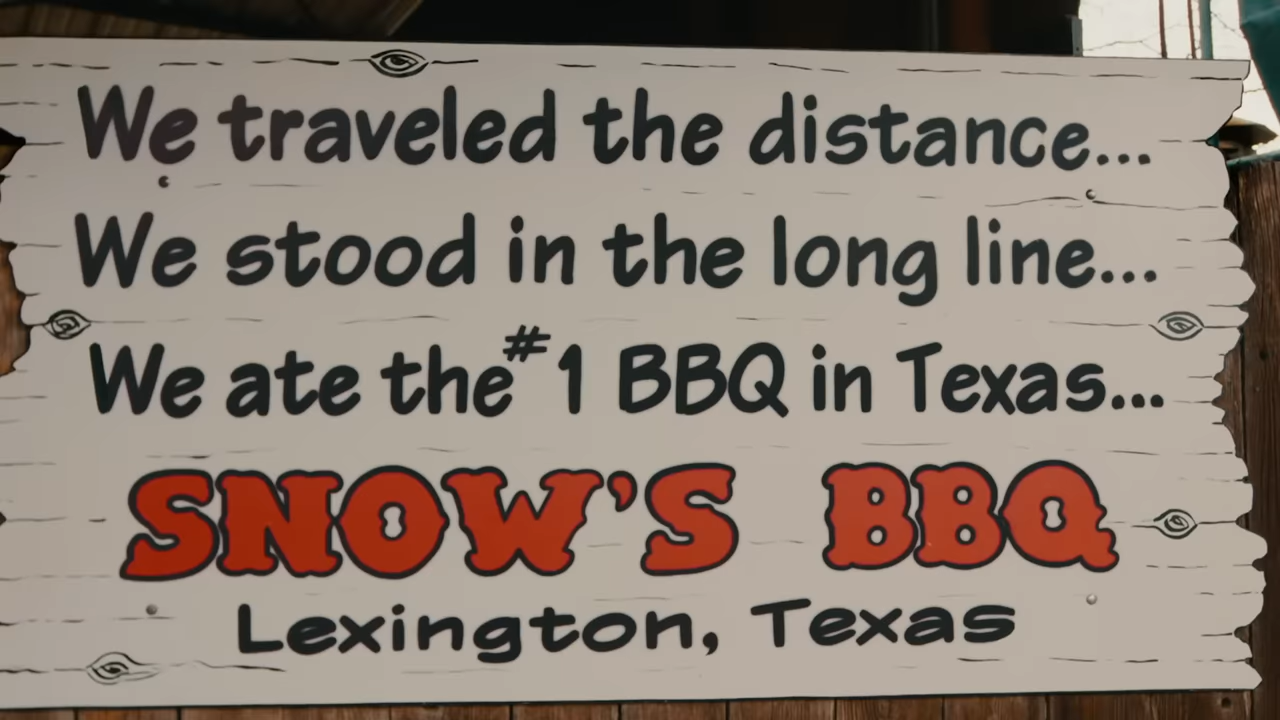 We traveled the distance...
We stood in the long line...
We ate the #1 BBQ in Texas...
SNOW'S BBQ
Lexington, Texas